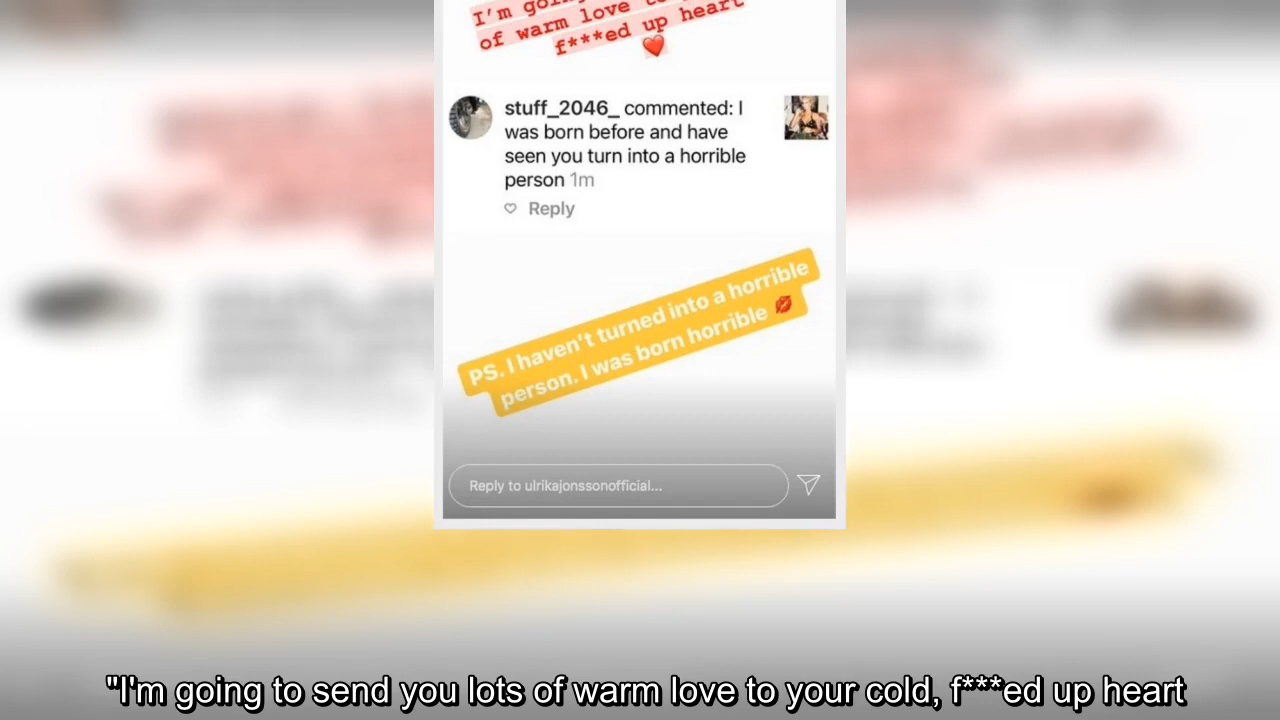 I'm going
of warm love to
f***ed up heart
stuff_2046_ commented: I
was born before and have
seen you turn into a horrible
person 1m
Reply
PS. I haven't turned into a horrible
person. I was born horrible
Reply to ulrikajonssonofficial...
"I'm going to send you lots of warm love to your cold, f***ed up heart